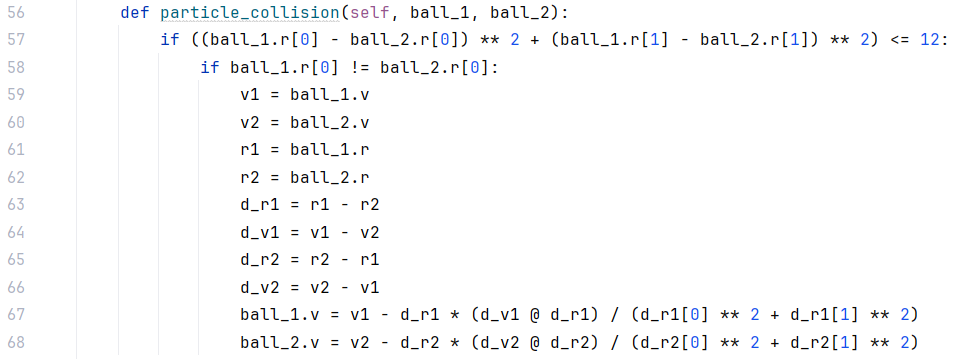 56 def particle_collision(self, ball_1, ball_2):
57 if ((ball_1.r[0] - ball_2.r[0]) ** 2 + (ball_1.r[1] - ball_2.r[1]) ** 2) <= 12:
58 if ball_1.r[0] != ball_2.r[0]:
59 v1 = ball_1.v
60 v2 = ball_2.v
61 r1 = ball_1.r
62 r2 = ball_2.r
63 d_r1 = r1 - r2
64 d_v1 = v1 - v2
65 d_r2 = r2 - r1
66 d_v2 = v2 - v1
67 ball_1.v = v1 - d_r1 * (d_v1 @ d_r1) / (d_r1[0] ** 2 + d_r1[1] ** 2)
68 ball_2.v = v2 - d_r2 * (d_v2 @ d_r2) / (d_r2[0] ** 2 + d_r2[1] ** 2)